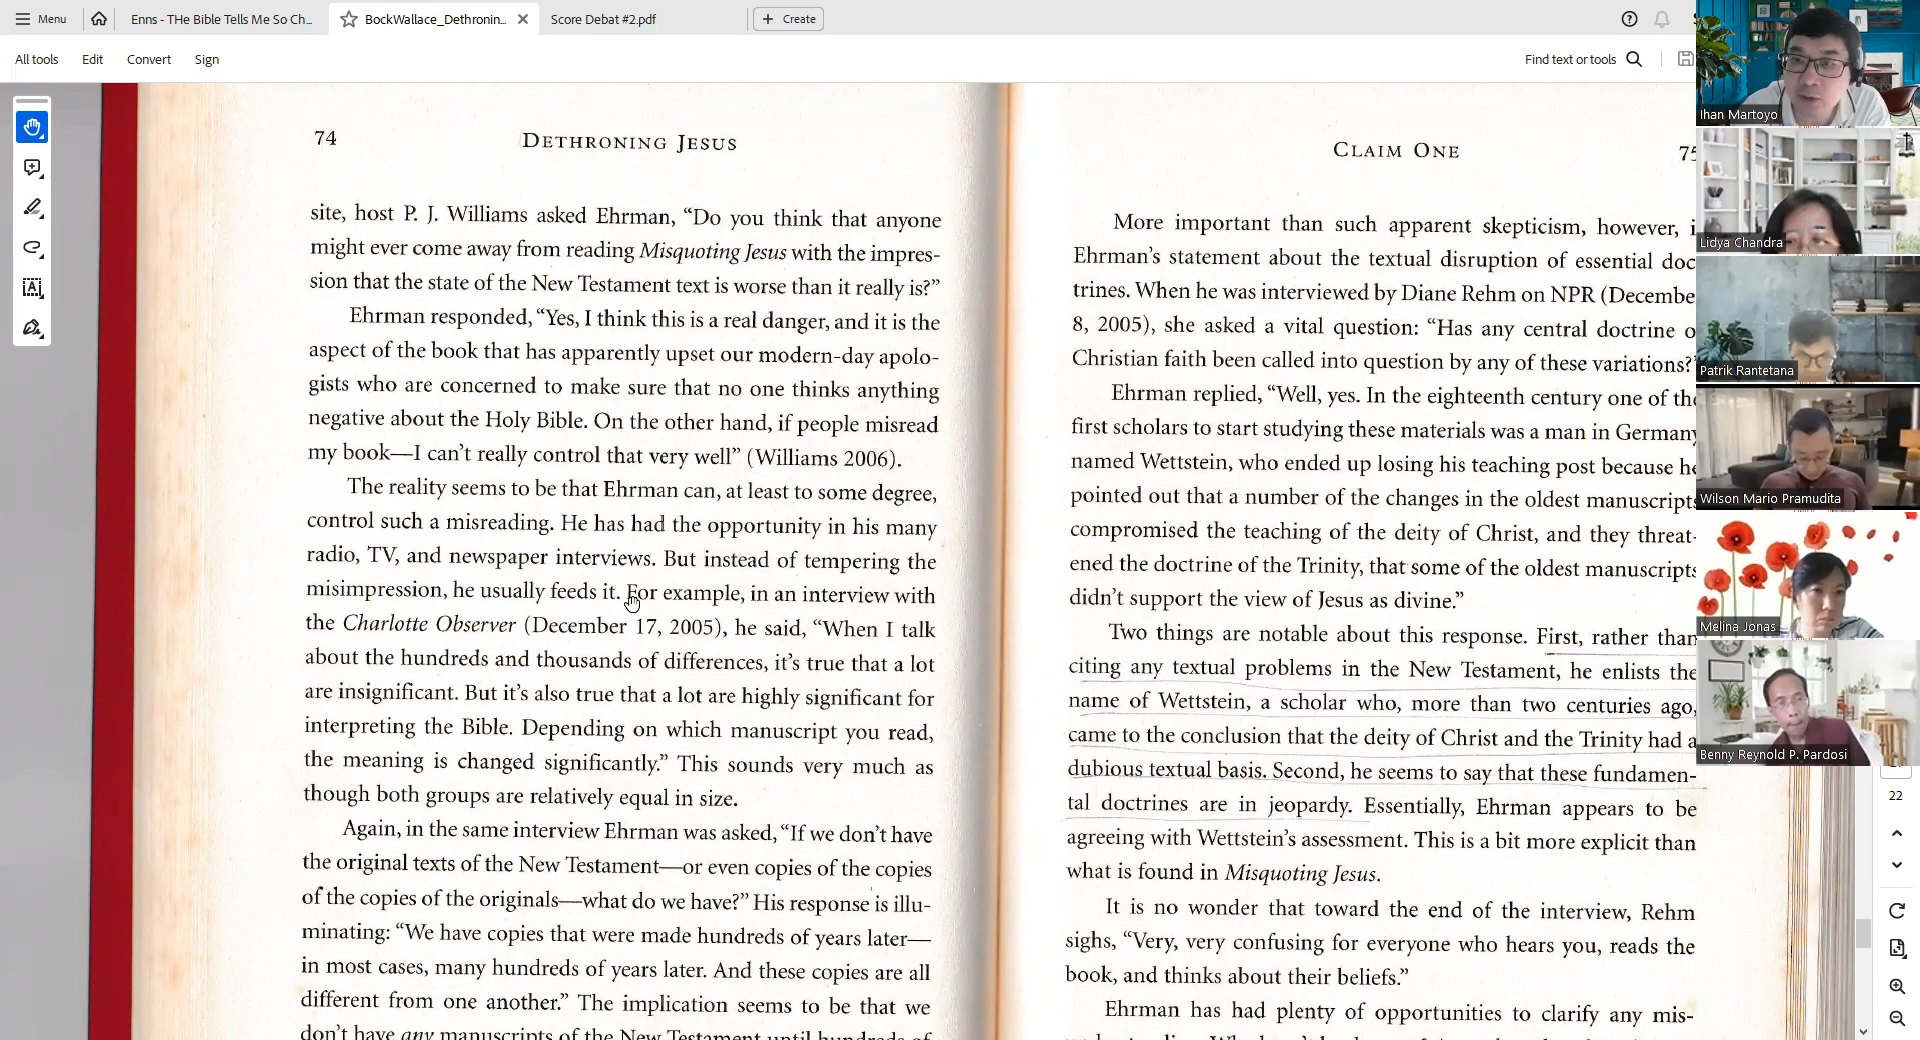 Menu
Enns - THe Bible Tells Me So Ch...
BockWallace_Dethronin...
Score Debat #2.pdf
Create
All tools
Edit
Convert
Sign
Find text or tools
74
DETHRONING JESUS
site, host P. J. Williams asked Ehrman, “Do you think that anyone
might ever come away from reading Misquoting Jesus with the impres-
sion that the state of the New Testament text is worse than it really is?”
Ehrman responded, “Yes, I think this is a real danger, and it is the
aspect of the book that has apparently upset our modern-day apolo-
gists who are concerned to make sure that no one thinks anything
negative about the Holy Bible. On the other hand, if people misread
my book—I can’t really control that very well” (Williams 2006).
The reality seems to be that Ehrman can, at least to some degree,
control such a misreading. He has had the opportunity in his many
radio, TV, and newspaper interviews. But instead of tempering the
misimpression, he usually feeds it. For example, in an interview with
the Charlotte Observer (December 17, 2005), he said, “When I talk
about the hundreds and thousands of differences, it’s true that a lot
are insignificant. But it’s also true that a lot are highly significant for
interpreting the Bible. Depending on which manuscript you read,
the meaning is changed significantly.” This sounds very much as
though both groups are relatively equal in size.
Again, in the same interview Ehrman was asked, “If we don’t have
the original texts of the New Testament—or even copies of the copies
of the copies of the originals—what do we have?” His response is illu-
minating: “We have copies that were made hundreds of years later—
in most cases, many hundreds of years later. And these copies are all
different from one another.” The implication seems to be that we
don’t have any manuscripts of the New Testament until hundreds of
CLAIM ONE
75
More important than such apparent skepticism, however, i
Ehrman’s statement about the textual disruption of essential doc
trines. When he was interviewed by Diane Rehm on NPR (Decembe
8, 2005), she asked a vital question: “Has any central doctrine o
Christian faith been called into question by any of these variations?”
Ehrman replied, “Well, yes. In the eighteenth century one of the
first scholars to start studying these materials was a man in Germany
named Wettstein, who ended up losing his teaching post because he
pointed out that a number of the changes in the oldest manuscripts
compromised the teaching of the deity of Christ, and they threat-
ened the doctrine of the Trinity, that some of the oldest manuscripts
didn’t support the view of Jesus as divine.”
Two things are notable about this response. First, rather than
citing any textual problems in the New Testament, he enlists the
name of Wettstein, a scholar who, more than two centuries ago,
came to the conclusion that the deity of Christ and the Trinity had a
dubious textual basis. Second, he seems to say that these fundamen-
tal doctrines are in jeopardy. Essentially, Ehrman appears to be
agreeing with Wettstein’s assessment. This is a bit more explicit than
what is found in Misquoting Jesus.
It is no wonder that toward the end of the interview, Rehm
sighs, “Very, very confusing for everyone who hears you, reads the
book, and thinks about their beliefs.”
Ehrman has had plenty of opportunities to clarify any mis-
Ihan Martoyo
Lidya Chandra
Patrik Rantetana
Wilson Mario Pramudita
Melina Jonas
Benny Reynold P. Pardosi
22